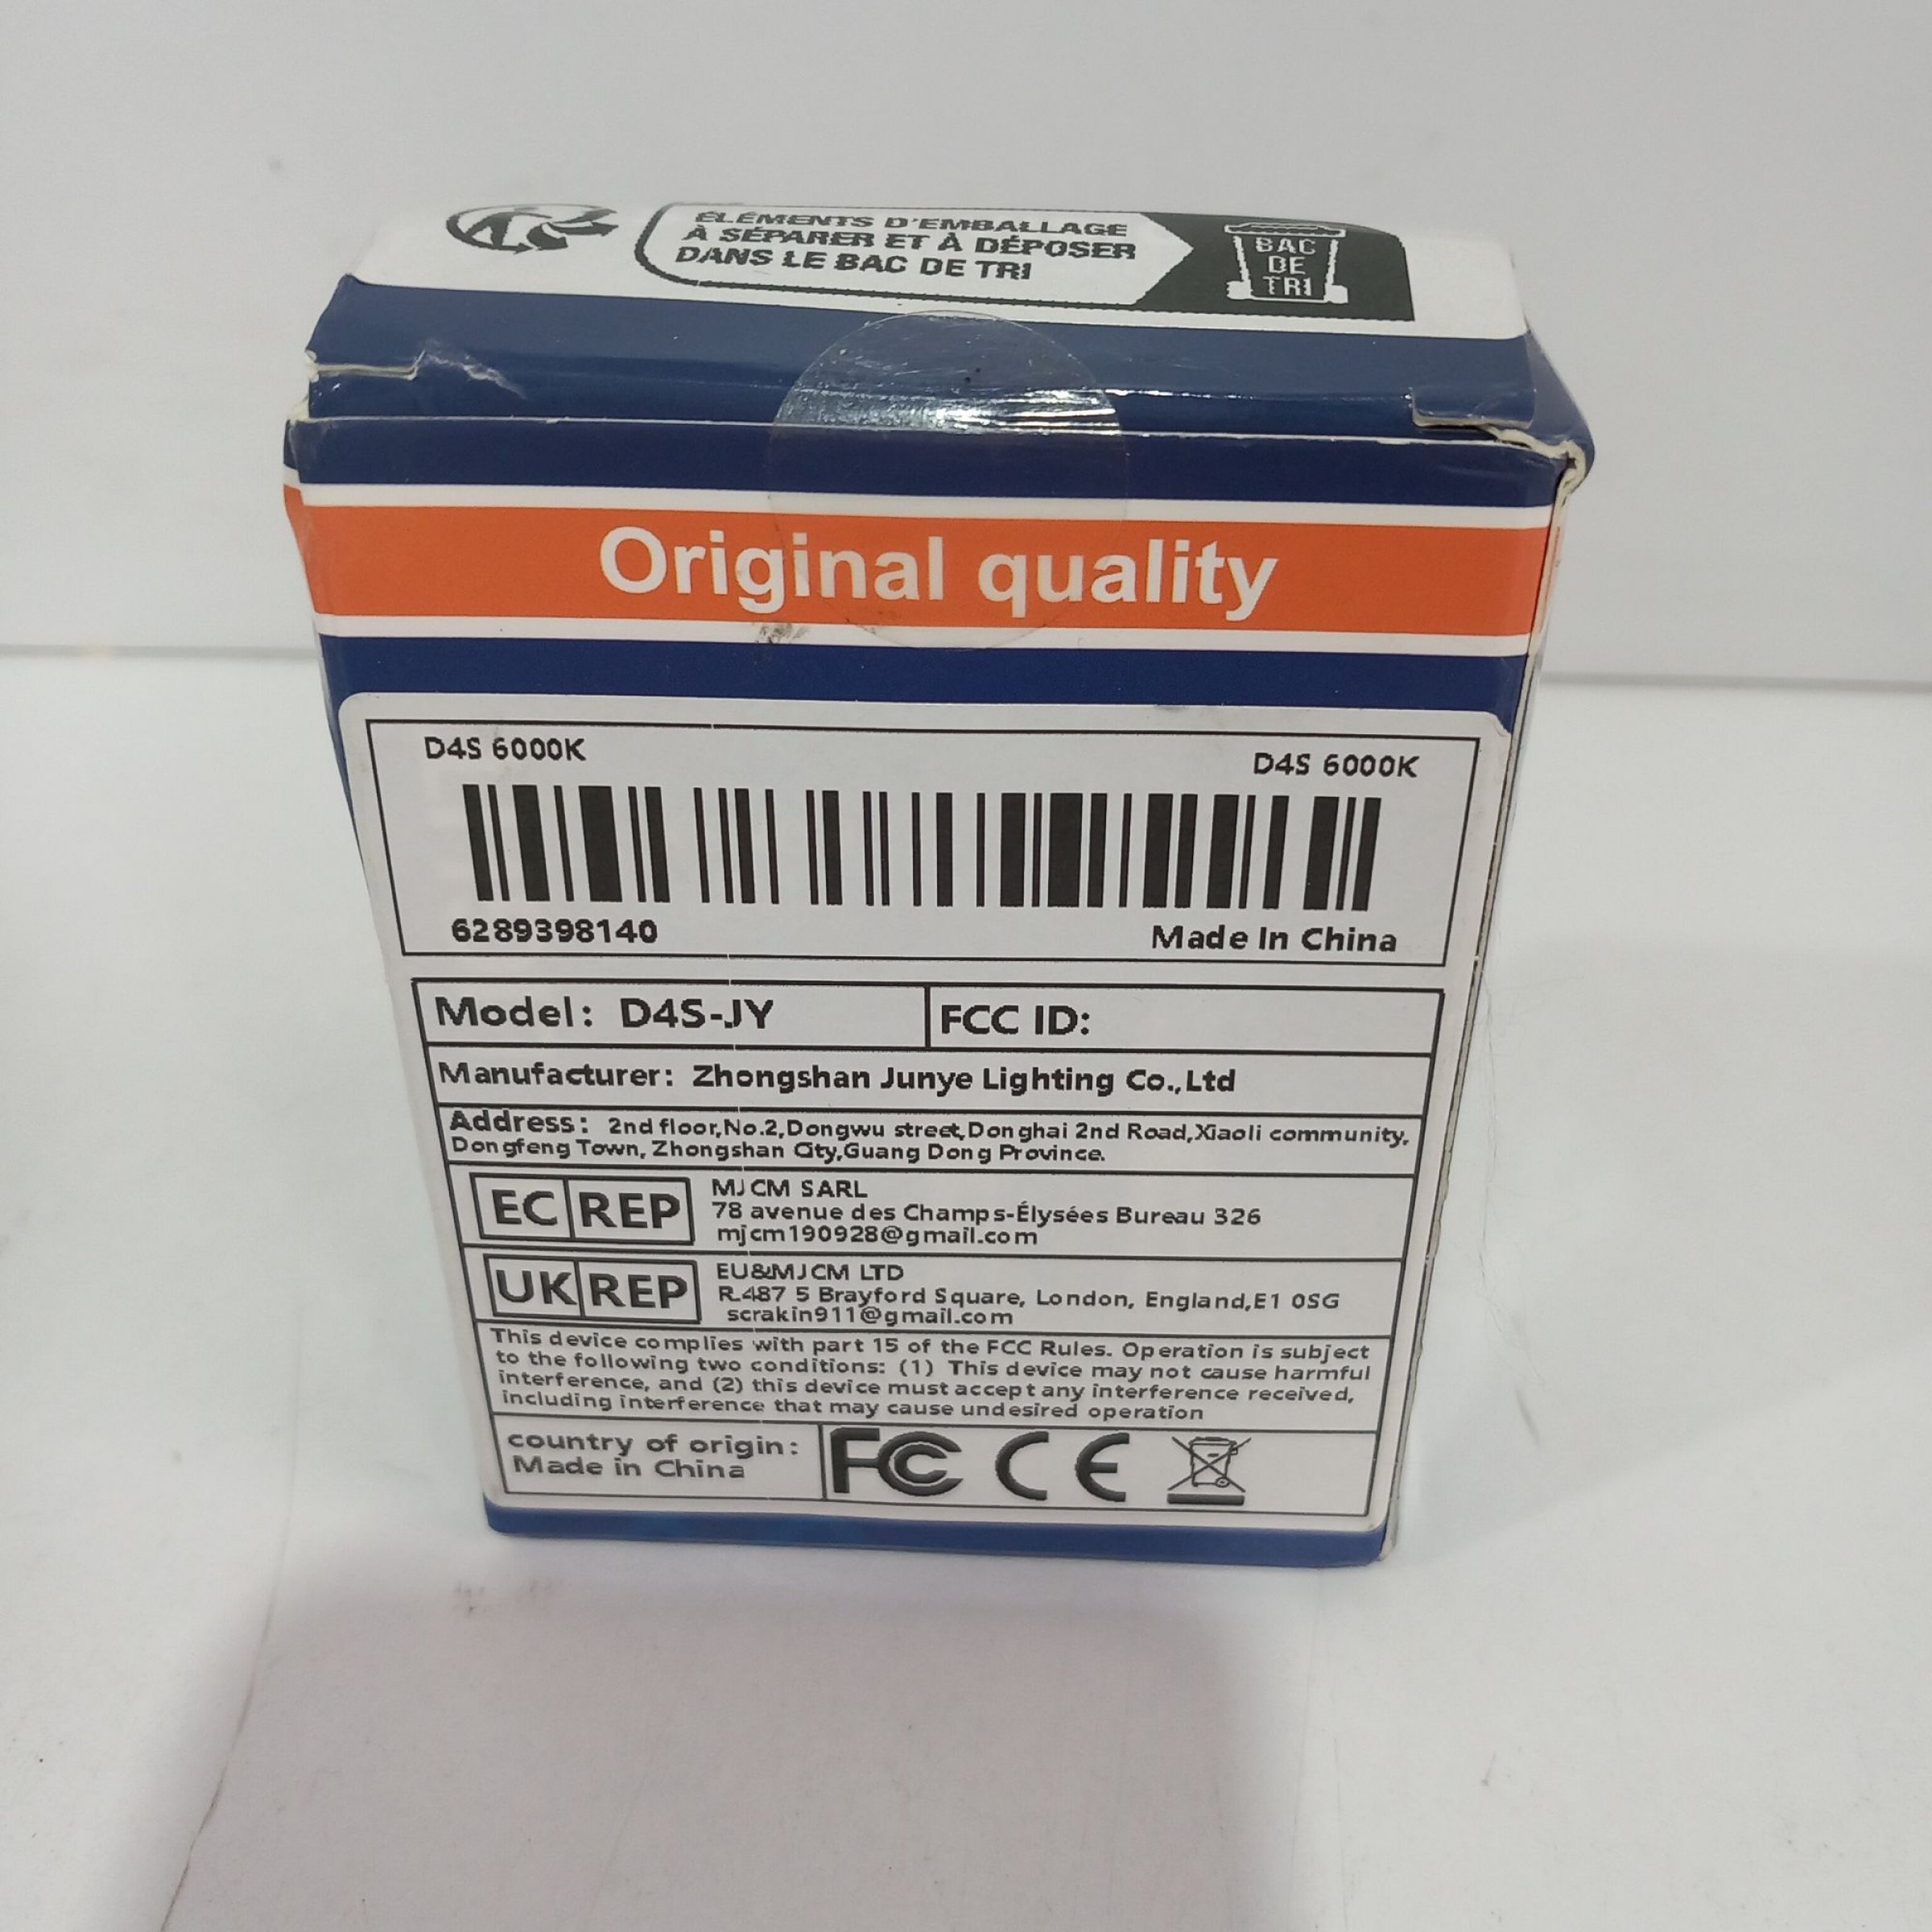 ÉLÉMENTS D'EMBALLAGE
À SÉPARER ET À DÉPOSER
DANS LE BAC DE TRI
BAC
DE
TRI
Original quality
D4S 6000K
D4S 6000K
6289398140
Made In China
Model: D4S-JY
FCC ID:
Manufacturer: Zhongshan Junye Lighting Co.,Ltd
Address: 2nd floor,No.2,Dongwu street,Donghai 2nd Road,Xiaoli community,
Dongfeng Town, Zhongshan City,Guang Dong Province.
EC REP
MJCM SARL
78 avenue des Champs-Élysées Bureau 326
mjcm190928@gmail.com
UK REP
EU&MJCM LTD
R.487 5 Brayford Square, London, England,E1 0SG
scrakin911@gmail.com
This device complies with part 15 of the FCC Rules. Operation is subject
to the following two conditions: (1) This device may not cause harmful
interference, and (2) this device must accept any interference received,
including interference that may cause undesired operation
country of origin:
Made in China
FC CE